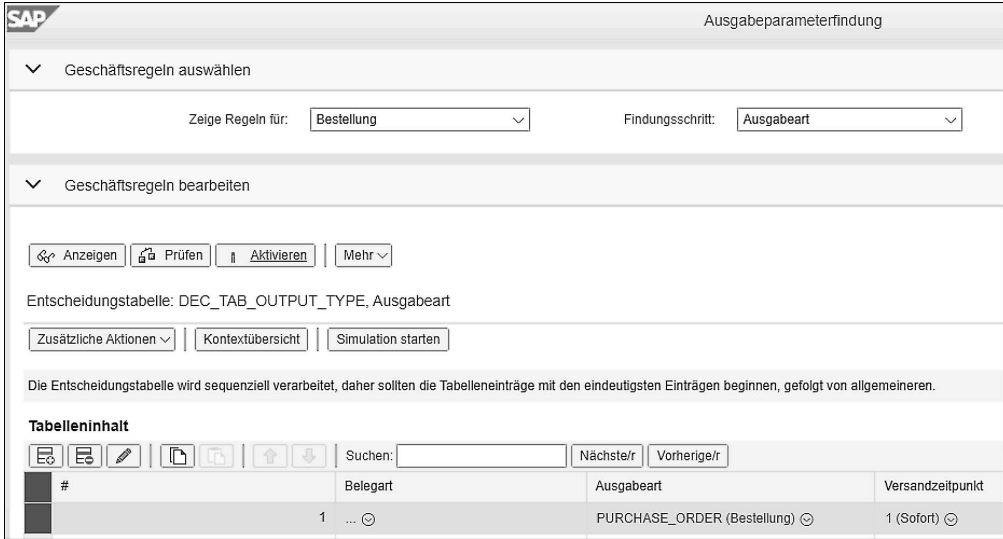 SAP
Ausgabeparameterfindung
Geschäftsregeln auswählen
Zeige Regeln für: Bestellung Findungsschritt: Ausgabeart
Geschäftsregeln bearbeiten
Anzeigen Prüfen Aktivieren Mehr
Entscheidungstabelle: DEC_TAB_OUTPUT_TYPE, Ausgabeart
Zusätzliche Aktionen Kontextübersicht Simulation starten
Die Entscheidungstabelle wird sequenziell verarbeitet, daher sollten die Tabelleneinträge mit den eindeutigsten Einträgen beginnen, gefolgt von allgemeineren.
Tabelleninhalt
Suchen: Nächste/r Vorherige/r
# Belegart Ausgabeart Versandzeitpunkt
1 ... PURCHASE_ORDER (Bestellung) 1 (Sofort)